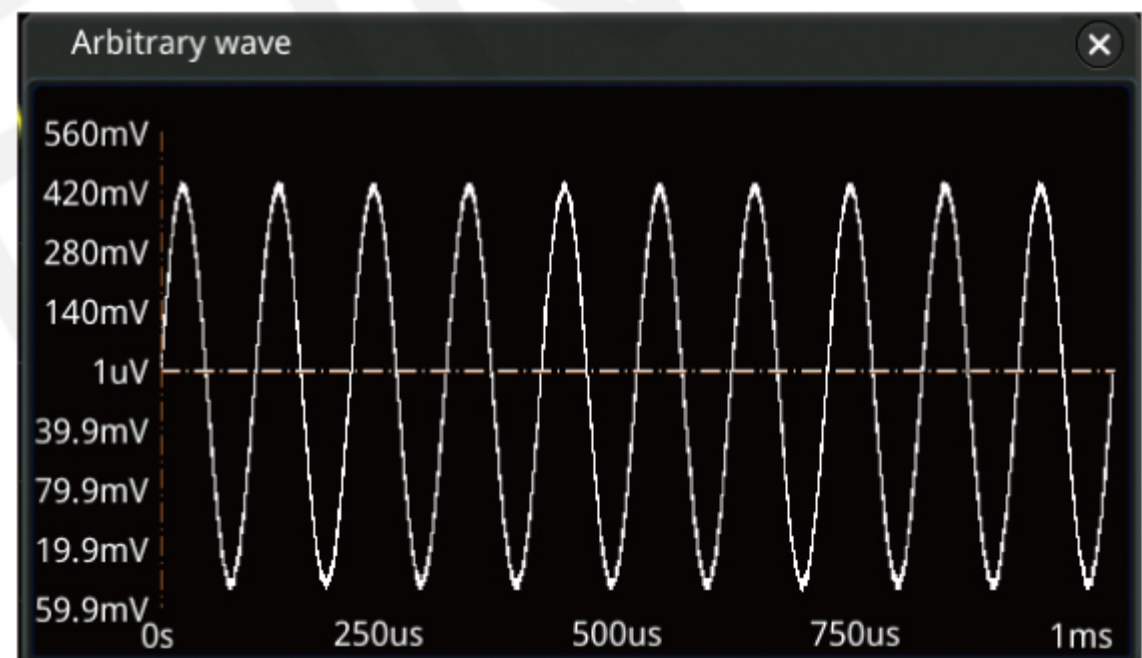 Arbitrary wave
560mV
420mV
280mV
140mV
1uV
39.9mV
79.9mV
19.9mV
59.9mV
0s 250us 500us 750us 1ms